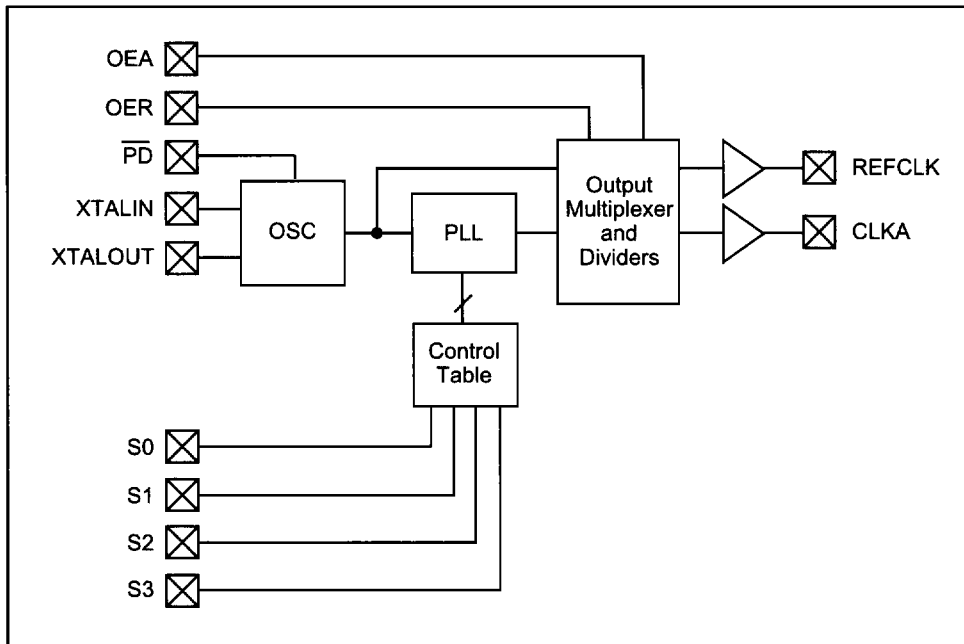 OEA
OER
PD
XTALIN
XTALOUT
OSC
PLL
Output
Multiplexer
and
Dividers
REFCLK
CLKA
Control
Table
S0
S1
S2
S3